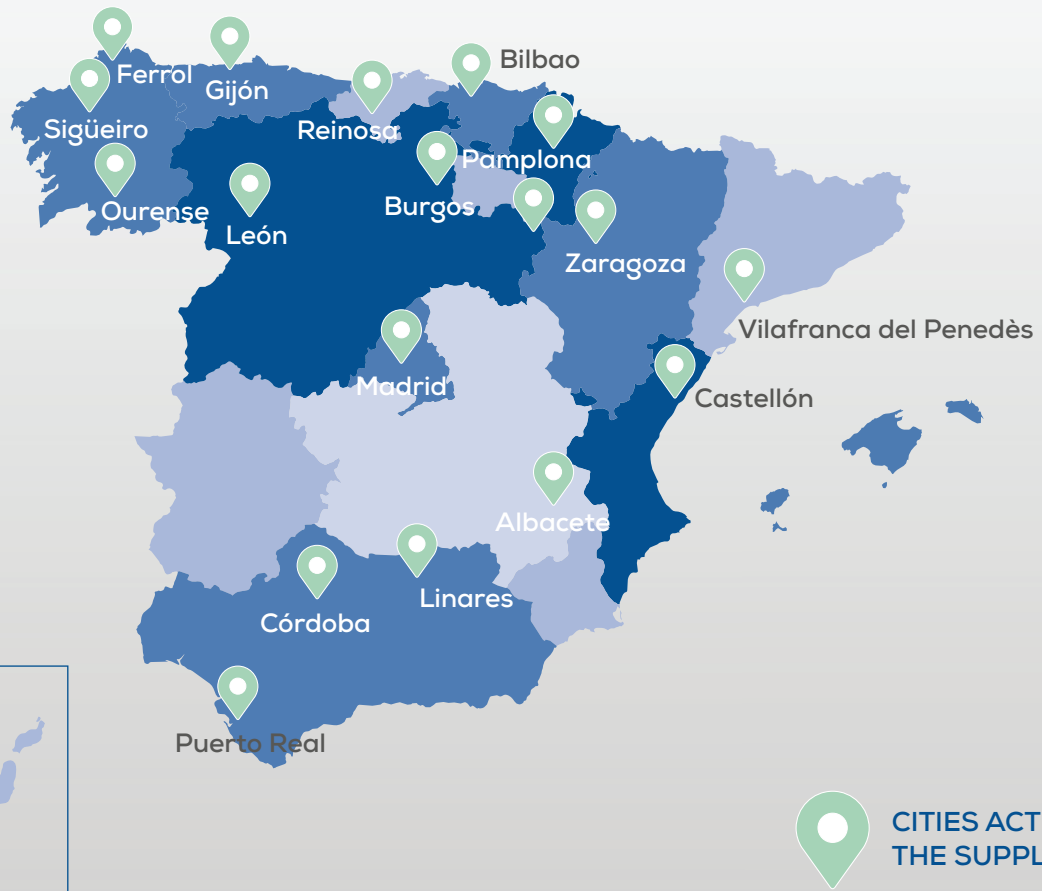 Bilbao
Ferrol
Gijón
Sigüeiro
Reinosa
Pamplona
Ourense
Burgos
León
Zaragoza
Vilafranca del Penedès
Madrid
Castellón
Albacete
Linares
Córdoba
Puerto Real
CITIES ACT
THE SUPPL